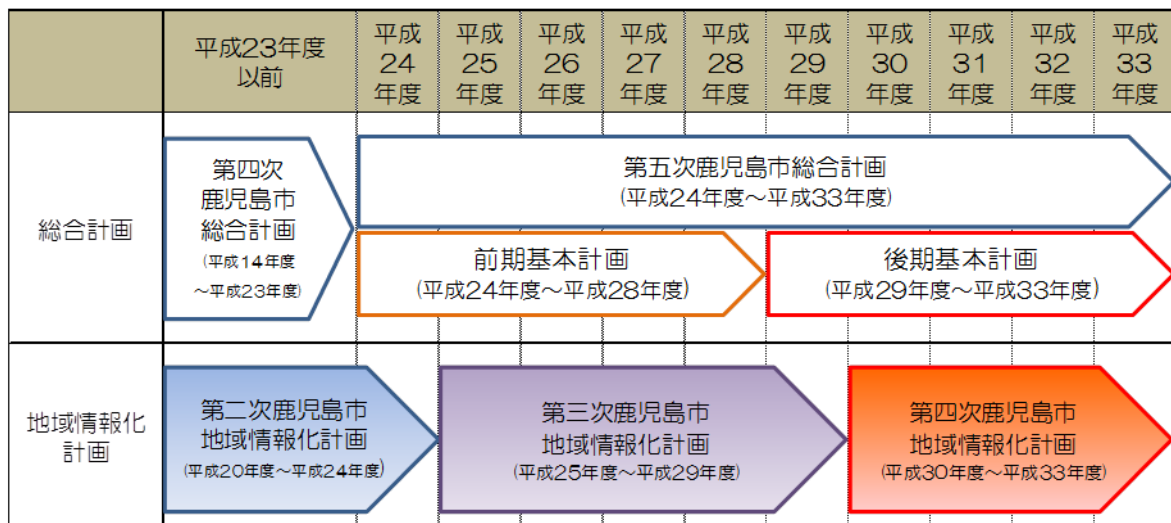 平成23年度
以前
平成
24
年度
平成
25
年度
平成
26
年度
平成
27
年度
平成
28
年度
平成
29
年度
平成
30
年度
平成
31
年度
平成
32
年度
平成
33
年度
総合計画
第四次
鹿児島市
総合計画
(平成14年度
～平成23年度)
第五次鹿児島市総合計画
(平成24年度～平成33年度)
前期基本計画
(平成24年度～平成28年度)
後期基本計画
(平成29年度～平成33年度)
地域情報化
計画
第二次鹿児島市
地域情報化計画
(平成20年度～平成24年度)
第三次鹿児島市
地域情報化計画
(平成25年度～平成29年度)
第四次鹿児島市
地域情報化計画
(平成30年度～平成33年度)